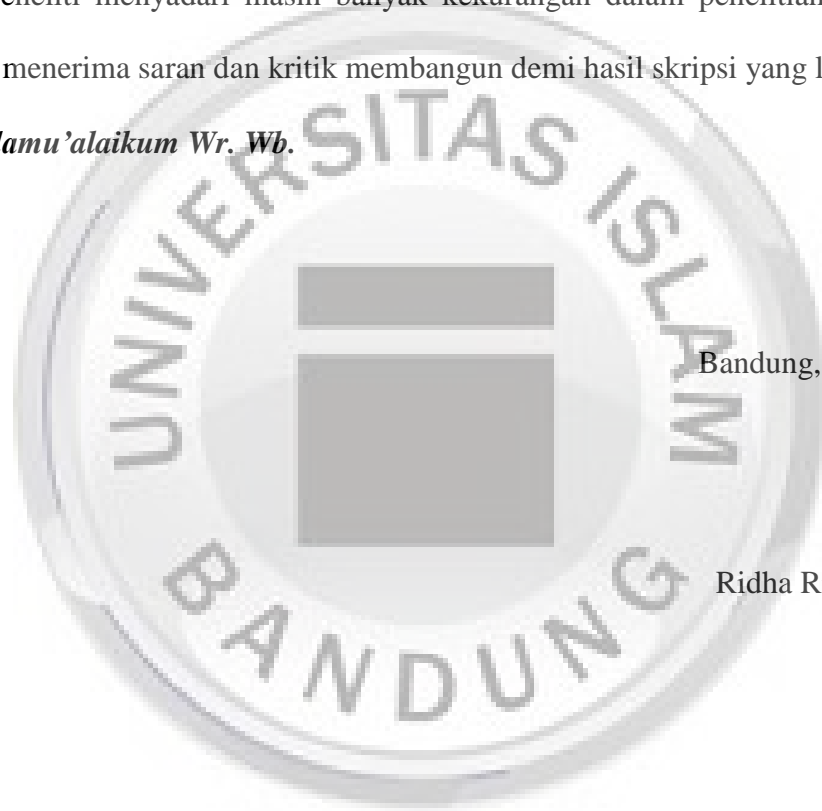 eneliti menyadari masih banyak kekurangan dalam penelitian
menerima saran dan kritik membangun demi hasil skripsi yang l
lamu’alaikum Wr. Wb.
Bandung,
Ridha R
UNIVERSITAS ISLAM
BANDUNG